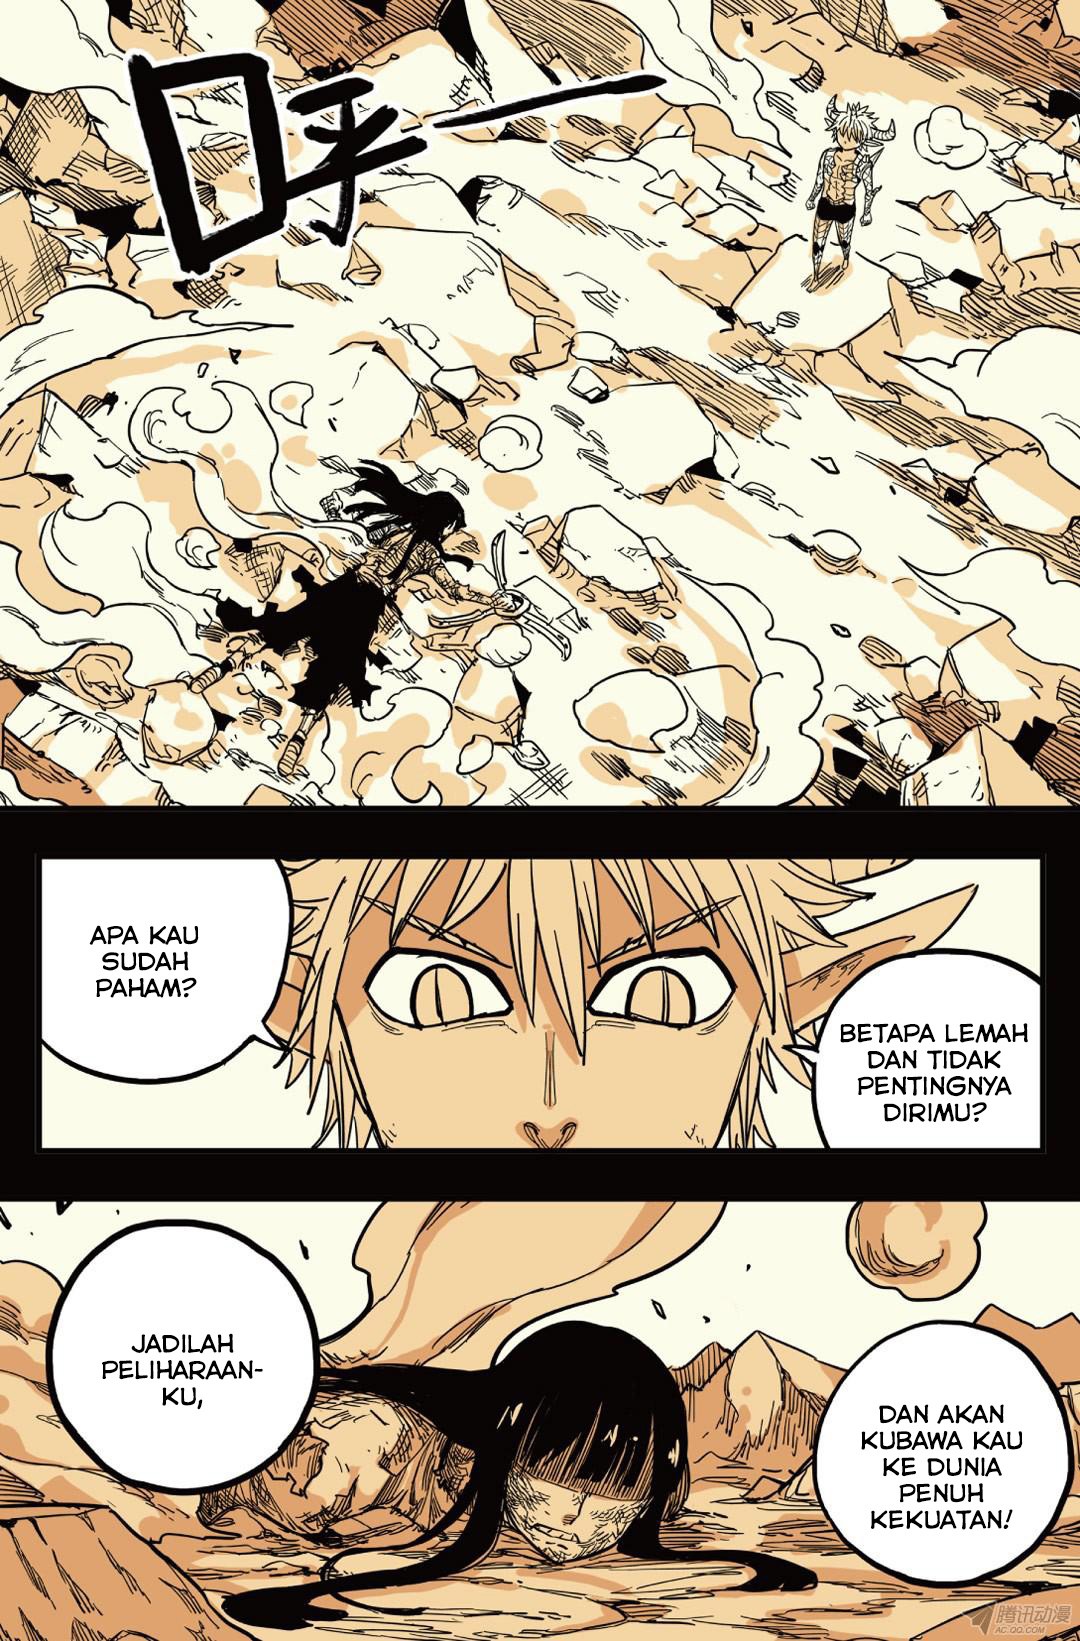 呼一
APA KAU
SUDAH
PAHAM?
BETAPA LEMAH
DAN TIDAK
PENTINGNYA
DIRIMU?
JADILAH
PELIHARAAN-
KU,
DAN AKAN
KUBAWA KAU
KE DUNIA
PENUH
KEKUATAN!
腾讯动漫
AC.QQ.COM